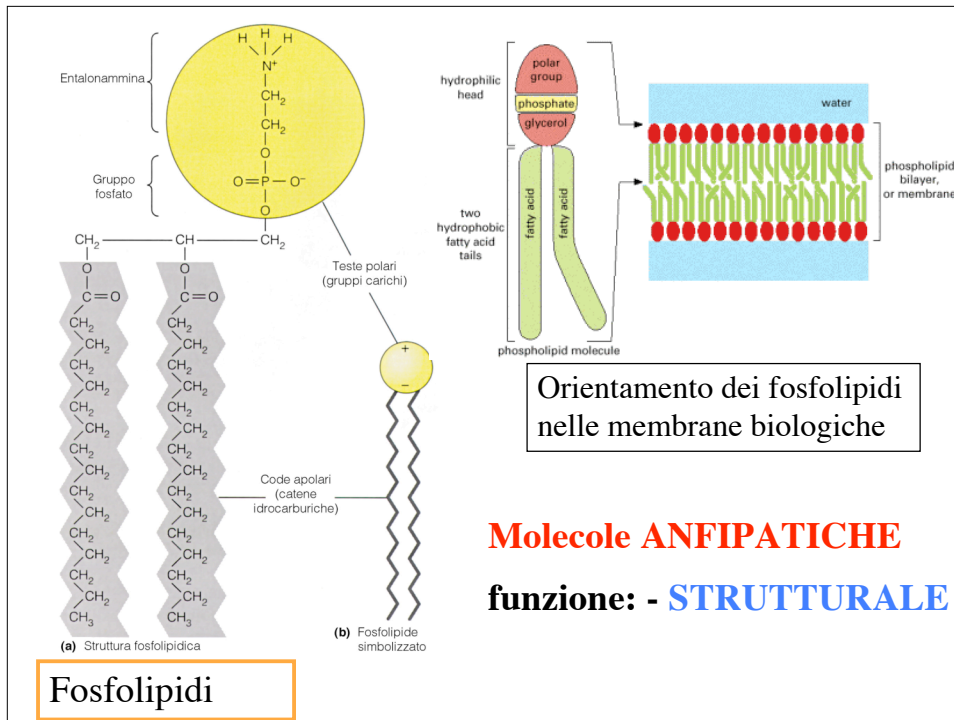 Entalonammina
Gruppo
fosfato
H H H
N+
CH2
CH2
O
O=P—O–
O
CH2 CH CH2
O O
C=O C=O
CH2 CH2
CH2 CH2
CH2 CH2
CH2 CH2
CH2 CH2
CH2 CH2
CH2 CH2
CH2 CH2
CH2 CH2
CH2 CH2
CH2 CH2
CH2 CH2
CH2 CH2
CH2 CH2
CH3 CH3
(a) Struttura fosfolipidica
Teste polari
(gruppi carichi)
+
–
Code apolari
(catene
idrocarburiche)
(b) Fosfolipide
simbolizzato
hydrophilic
head
polar
group
phosphate
glycerol
two
hydrophobic
fatty acid
tails
fatty acid
fatty acid
phospholipid molecule
water
phospholipid
bilayer,
or membrane
Orientamento dei fosfolipidi
nelle membrane biologiche
Molecole ANFIPATICHE
funzione: - STRUTTURALE
Fosfolipidi